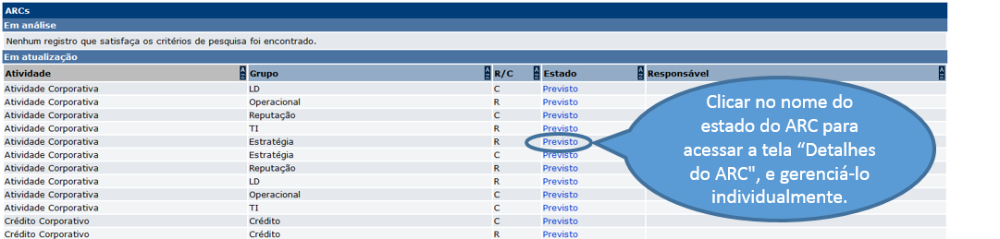 ARCs
Em análise
Nenhum registro que satisfaça os critérios de pesquisa foi encontrado.
Em atualização
Atividade Grupo R/C Estado Responsável
Atividade Corporativa LD C Previsto
Atividade Corporativa Operacional R Previsto
Atividade Corporativa Reputação C Previsto
Atividade Corporativa TI R Previsto
Atividade Corporativa Estratégia R Previsto
Atividade Corporativa Estratégia C Previsto
Atividade Corporativa Reputação R Previsto
Atividade Corporativa LD R Previsto
Atividade Corporativa Operacional C Previsto
Atividade Corporativa TI C Previsto
Crédito Corporativo Crédito C Previsto
Crédito Corporativo Crédito R Previsto
Clicar no nome do
estado do ARC para
acessar a tela “Detalhes
do ARC", e gerenciá-lo
individualmente.